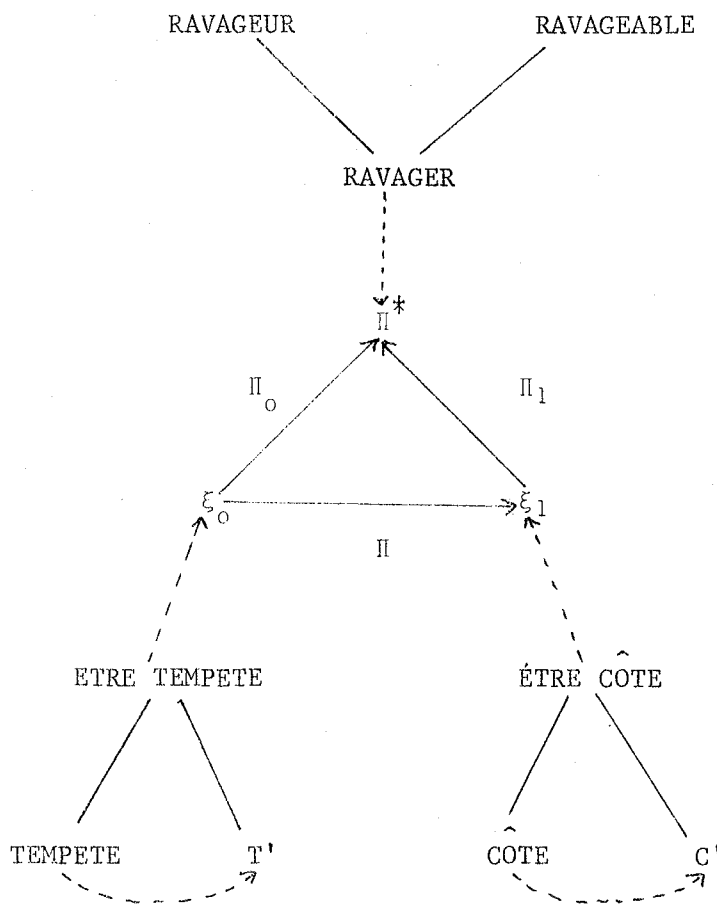 RAVAGEUR RAVAGEABLE
RAVAGER
Π*
Π₀ Π₁
ξ₀ ξ₁
Π
ETRE TEMPETE ÉTRE CÔTE
TEMPETE T' CÔTE C'